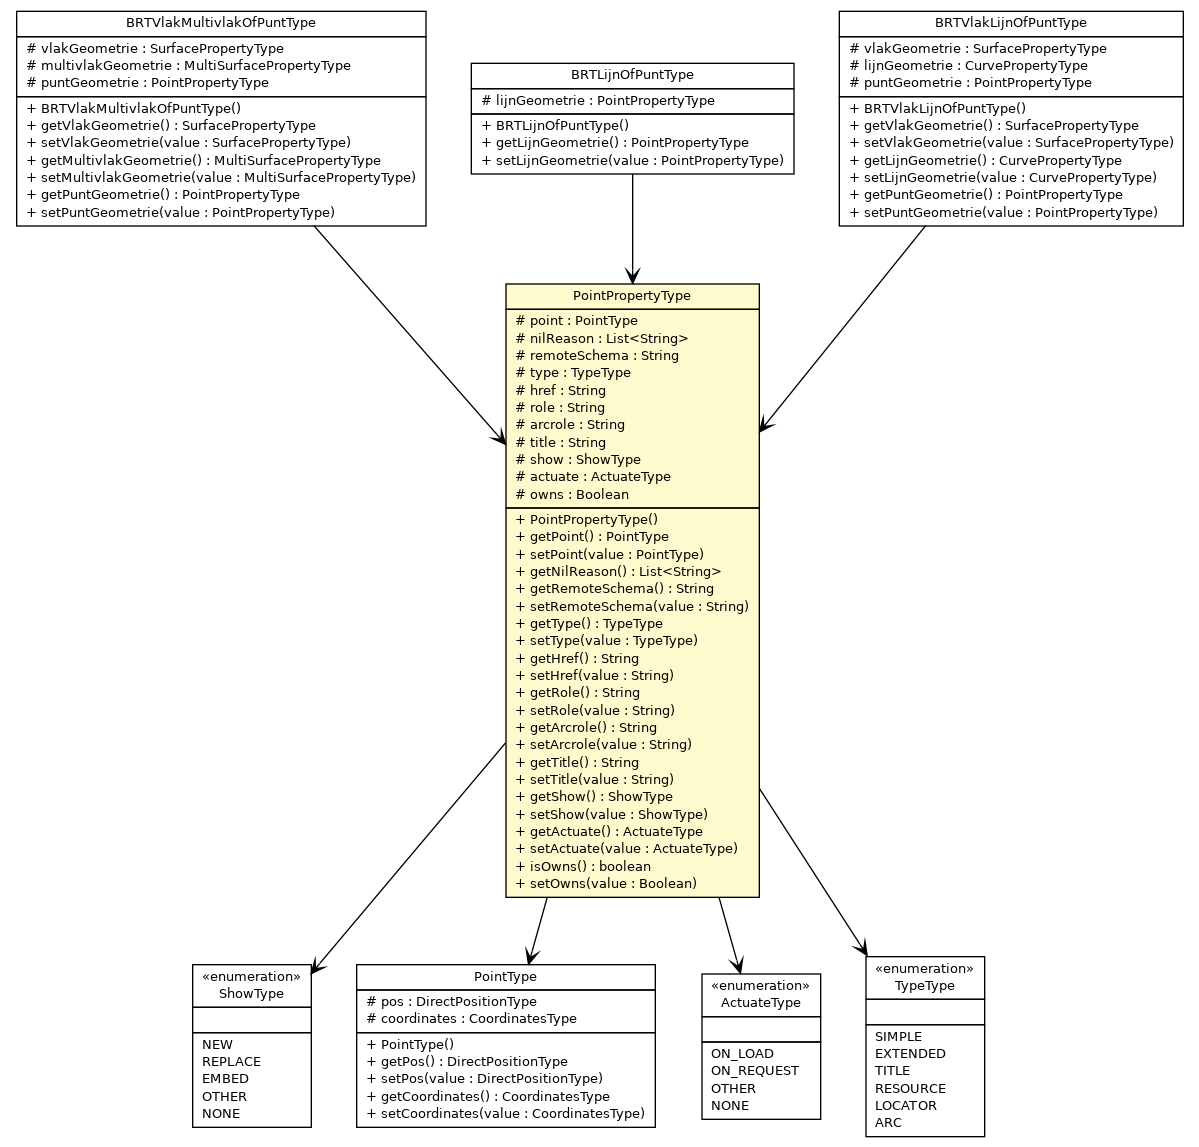 BRTVlakMultivlakOfPuntType
# vlakGeometrie : SurfacePropertyType
# multivlakGeometrie : MultiSurfacePropertyType
# puntGeometrie : PointPropertyType
+ BRTVlakMultivlakOfPuntType()
+ getVlakGeometrie() : SurfacePropertyType
+ setVlakGeometrie(value : SurfacePropertyType)
+ getMultivlakGeometrie() : MultiSurfacePropertyType
+ setMultivlakGeometrie(value : MultiSurfacePropertyType)
+ getPuntGeometrie() : PointPropertyType
+ setPuntGeometrie(value : PointPropertyType)
BRTLijnOfPuntType
# lijnGeometrie : PointPropertyType
+ BRTLijnOfPuntType()
+ getLijnGeometrie() : PointPropertyType
+ setLijnGeometrie(value : PointPropertyType)
BRTVlakLijnOfPuntType
# vlakGeometrie : SurfacePropertyType
# lijnGeometrie : CurvePropertyType
# puntGeometrie : PointPropertyType
+ BRTVlakLijnOfPuntType()
+ getVlakGeometrie() : SurfacePropertyType
+ setVlakGeometrie(value : SurfacePropertyType)
+ getLijnGeometrie() : CurvePropertyType
+ setLijnGeometrie(value : CurvePropertyType)
+ getPuntGeometrie() : PointPropertyType
+ setPuntGeometrie(value : PointPropertyType)
PointPropertyType
# point : PointType
# nilReason : List<String>
# remoteSchema : String
# type : TypeType
# href : String
# role : String
# arcrole : String
# title : String
# show : ShowType
# actuate : ActuateType
# owns : Boolean
+ PointPropertyType()
+ getPoint() : PointType
+ setPoint(value : PointType)
+ getNilReason() : List<String>
+ getRemoteSchema() : String
+ setRemoteSchema(value : String)
+ getType() : TypeType
+ setType(value : TypeType)
+ getHref() : String
+ setHref(value : String)
+ getRole() : String
+ setRole(value : String)
+ getArcrole() : String
+ setArcrole(value : String)
+ getTitle() : String
+ setTitle(value : String)
+ getShow() : ShowType
+ setShow(value : ShowType)
+ getActuate() : ActuateType
+ setActuate(value : ActuateType)
+ isOwns() : boolean
+ setOwns(value : Boolean)
«enumeration»
ShowType
NEW
REPLACE
EMBED
OTHER
NONE
PointType
# pos : DirectPositionType
# coordinates : CoordinatesType
+ PointType()
+ getPos() : DirectPositionType
+ setPos(value : DirectPositionType)
+ getCoordinates() : CoordinatesType
+ setCoordinates(value : CoordinatesType)
«enumeration»
ActuateType
ON_LOAD
ON_REQUEST
OTHER
NONE
«enumeration»
TypeType
SIMPLE
EXTENDED
TITLE
RESOURCE
LOCATOR
ARC